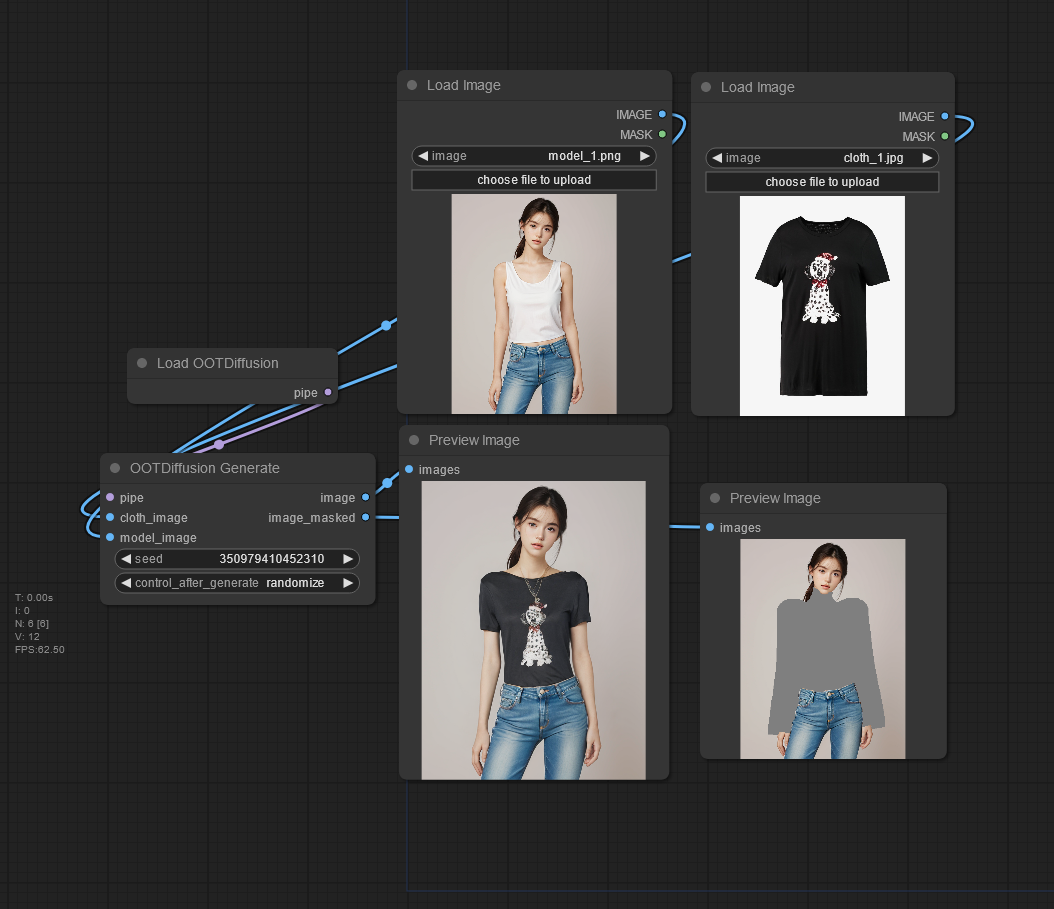 Load Image
IMAGE
MASK
image model_1.png
choose file to upload
Load Image
IMAGE
MASK
image cloth_1.jpg
choose file to upload
Load OOTDiffusion
pipe
OOTDiffusion Generate
pipe image
cloth_image image_masked
model_image
seed 350979410452310
control_after_generate randomize
Preview Image
images
Preview Image
images
T: 0.00s
I: 0
N: 6 [6]
V: 12
FPS:62.50